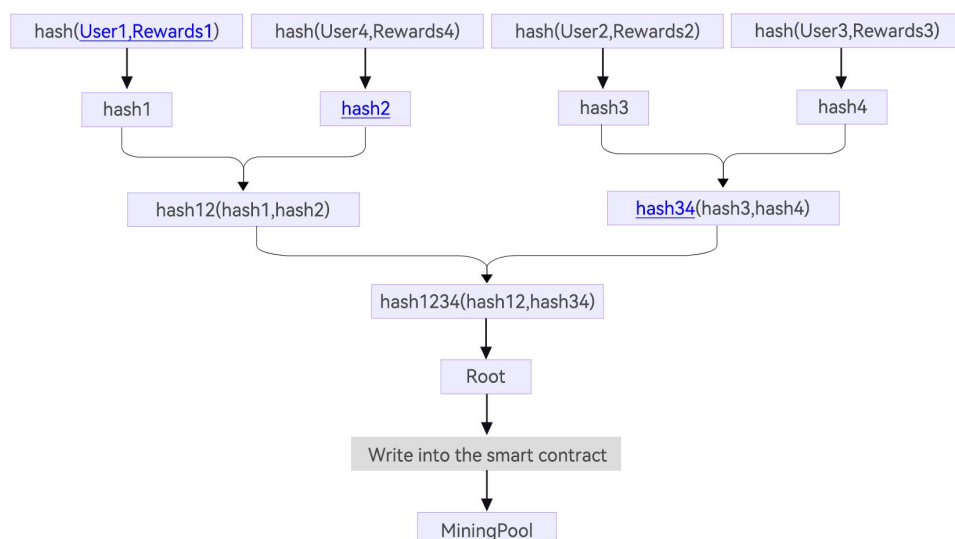 hash(User1,Rewards1)
hash(User4,Rewards4)
hash(User2,Rewards2)
hash(User3,Rewards3)
hash1
hash2
hash3
hash4
hash12(hash1,hash2)
hash34(hash3,hash4)
hash1234(hash12,hash34)
Root
Write into the smart contract
MiningPool